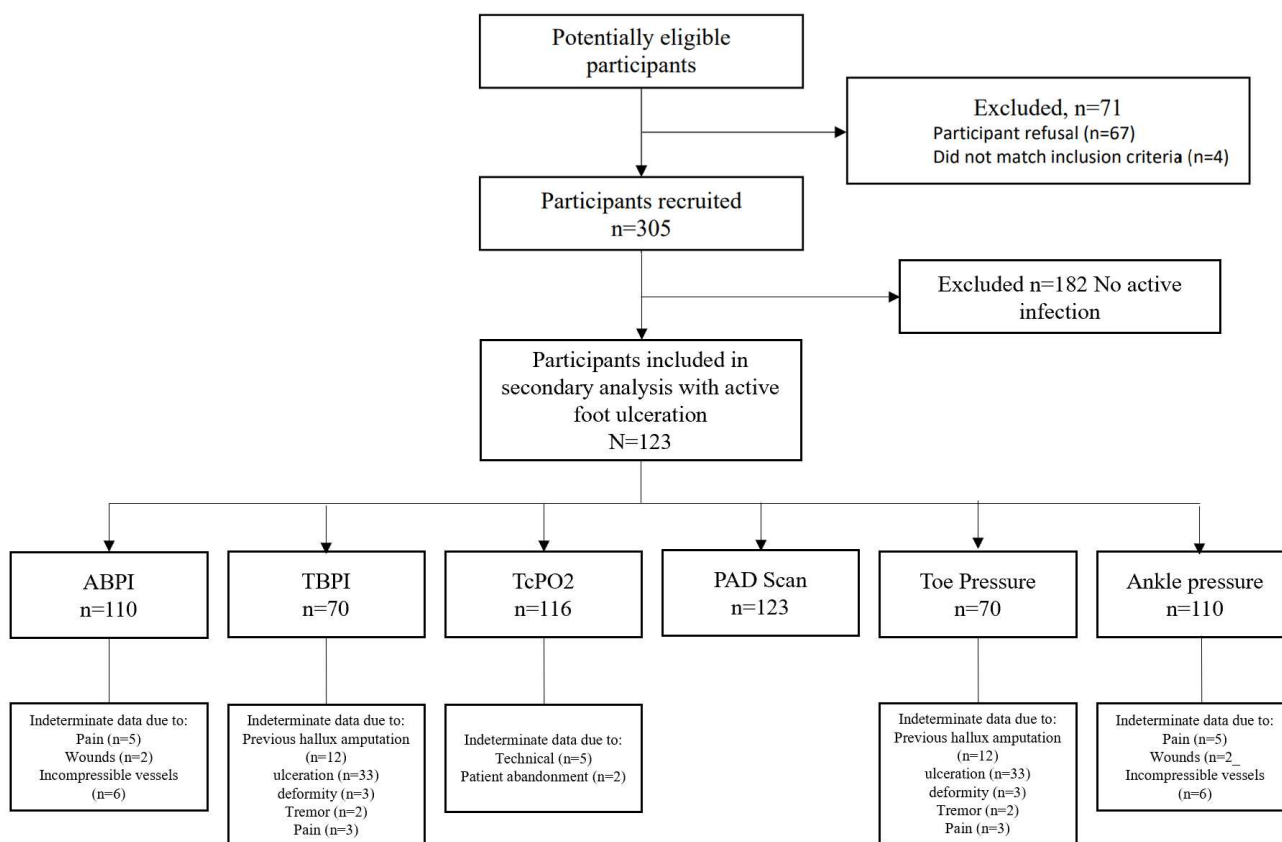 Potentially eligible
participants
Excluded, n=71
Participant refusal (n=67)
Did not match inclusion criteria (n=4)
Participants recruited
n=305
Excluded n=182 No active
infection
Participants included in
secondary analysis with active
foot ulceration
N=123
ABPI
n=110
TBPI
n=70
TcPO2
n=116
PAD Scan
n=123
Toe Pressure
n=70
Ankle pressure
n=110
Indeterminate data due to:
Pain (n=5)
Wounds (n=2)
Incompressible vessels
(n=6)
Indeterminate data due to:
Previous hallux amputation
(n=12)
ulceration (n=33)
deformity (n=3)
Tremor (n=2)
Pain (n=3)
Indeterminate data due to:
Technical (n=5)
Patient abandonment (n=2)
Indeterminate data due to:
Previous hallux amputation
(n=12)
ulceration (n=33)
deformity (n=3)
Tremor (n=2)
Pain (n=3)
Indeterminate data due to:
Pain (n=5)
Wounds (n=2_
Incompressible vessels
(n=6)